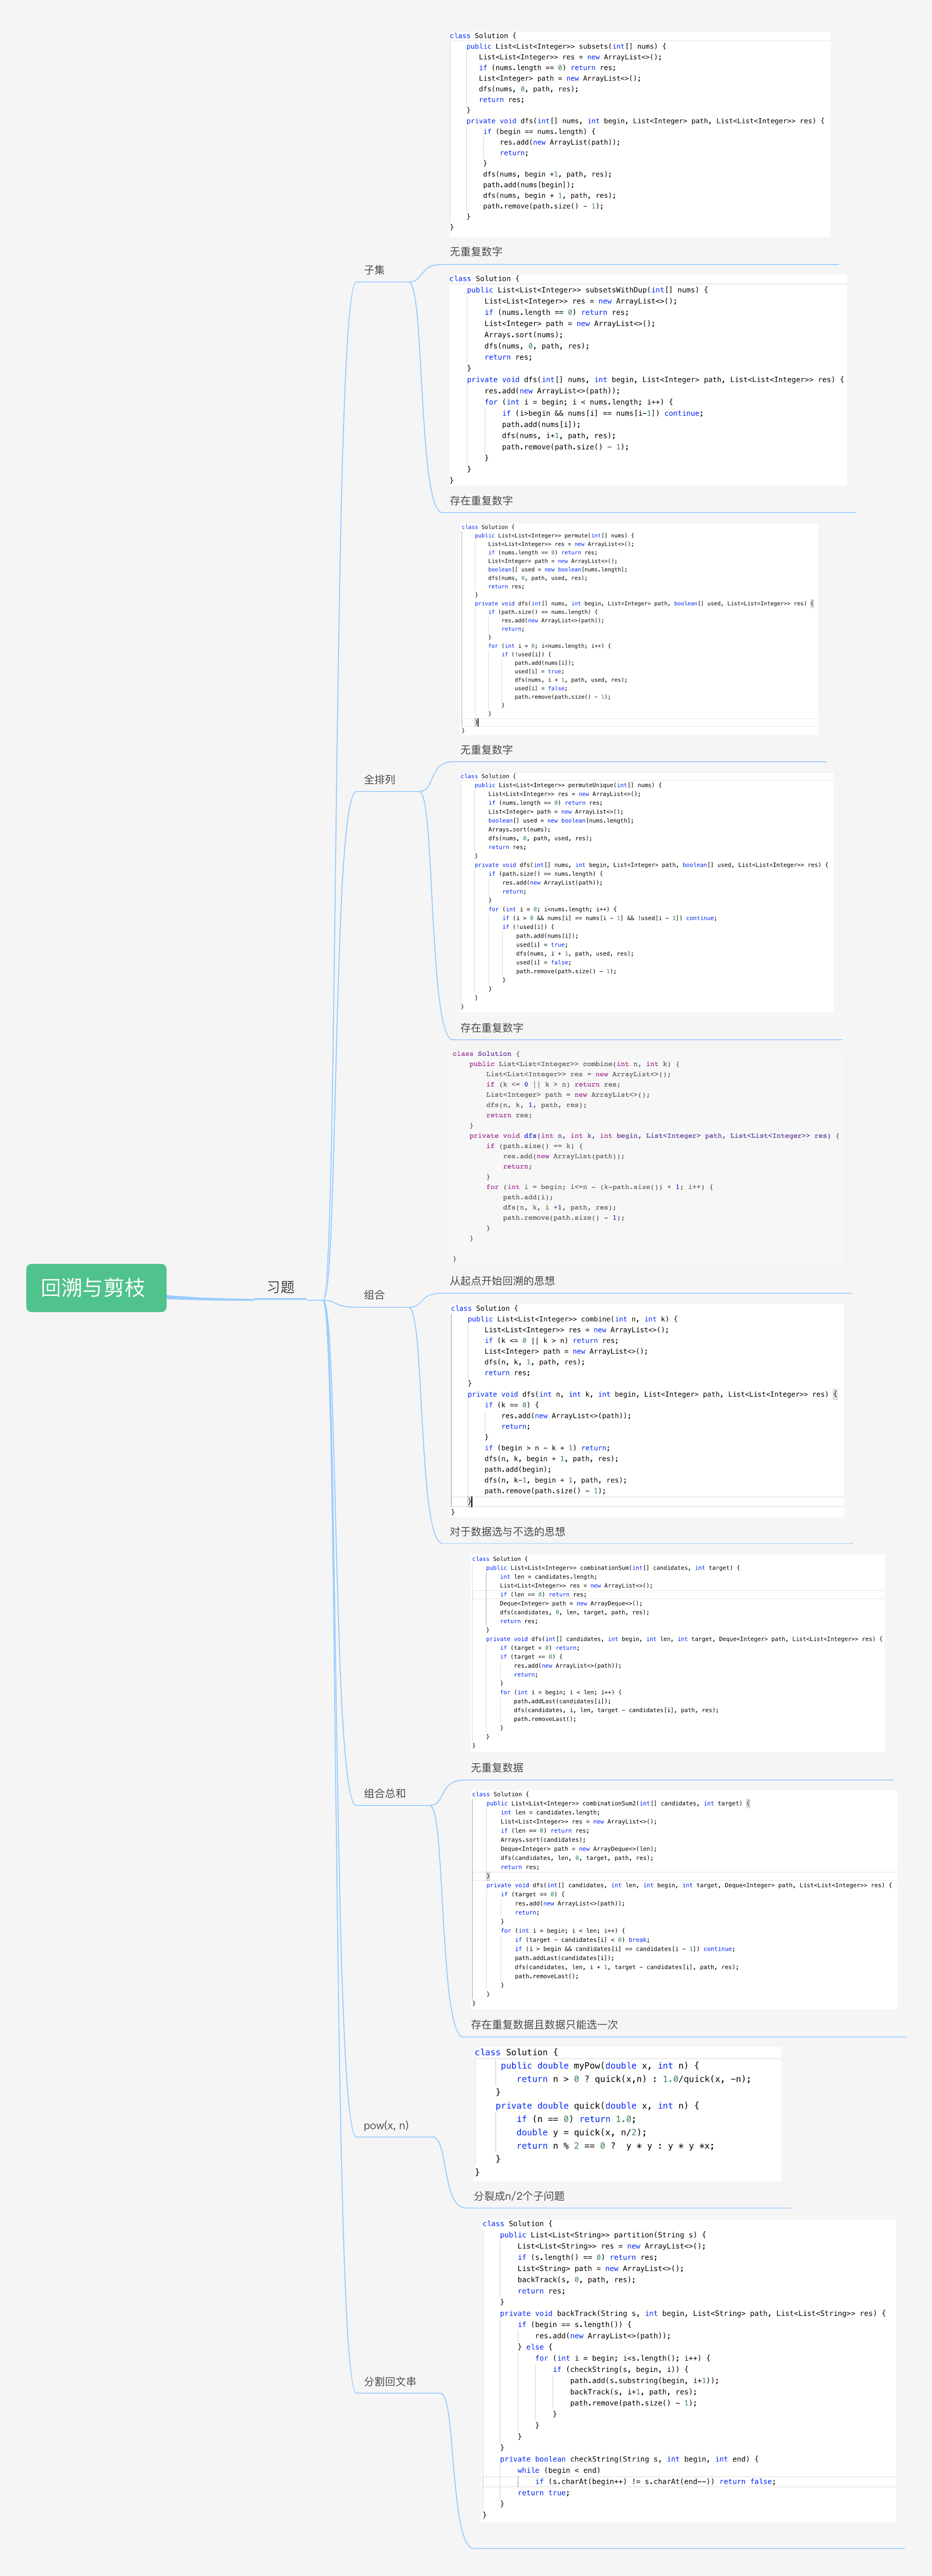 回溯与剪枝
习题
子集
class Solution {
    public List<List<Integer>> subsets(int[] nums) {
       List<List<Integer>> res = new ArrayList<>();
       if (nums.length == 0) return res;
       List<Integer> path = new ArrayList<>();
       dfs(nums, 0, path, res);
       return res;
    }
    private void dfs(int[] nums, int begin, List<Integer> path, List<List<Integer>> res) {
        if (begin == nums.length) {
            res.add(new ArrayList(path));
            return;
        }
        dfs(nums, begin +1, path, res);
        path.add(nums[begin]);
        dfs(nums, begin + 1, path, res);
        path.remove(path.size() - 1);
    }
}
无重复数字
class Solution {
    public List<List<Integer>> subsetsWithDup(int[] nums) {
        List<List<Integer>> res = new ArrayList<>();
        if (nums.length == 0) return res;
        List<Integer> path = new ArrayList<>();
        Arrays.sort(nums);
        dfs(nums, 0, path, res);
        return res;
    }
    private void dfs(int[] nums, int begin, List<Integer> path, List<List<Integer>> res) {
        res.add(new ArrayList<>(path));
        for (int i = begin; i < nums.length; i++) {
            if (i>begin && nums[i] == nums[i-1]) continue;
            path.add(nums[i]);
            dfs(nums, i+1, path, res);
            path.remove(path.size() - 1);
        }
    }
}
存在重复数字
全排列
class Solution {
    public List<List<Integer>> permute(int[] nums) {
        List<List<Integer>> res = new ArrayList<>();
        if (nums.length == 0) return res;
        List<Integer> path = new ArrayList<>();
        boolean[] used = new boolean[nums.length];
        dfs(nums, 0, path, used, res);
        return res;
    }
    private void dfs(int[] nums, int begin, List<Integer> path, boolean[] used, List<List<Integer>> res) {
        if (path.size() == nums.length) {
            res.add(new ArrayList<>(path));
            return;
        }
        for (int i = 0; i<nums.length; i++) {
            if (!used[i]) {
                path.add(nums[i]);
                used[i] = true;
                dfs(nums, i + 1, path, used, res);
                used[i] = false;
                path.remove(path.size() - 1);
            }
        }
    }
}
无重复数字
class Solution {
    public List<List<Integer>> permuteUnique(int[] nums) {
        List<List<Integer>> res = new ArrayList<>();
        if (nums.length == 0) return res;
        List<Integer> path = new ArrayList<>();
        boolean[] used = new boolean[nums.length];
        Arrays.sort(nums);
        dfs(nums, 0, path, used, res);
        return res;
    }
    private void dfs(int[] nums, int begin, List<Integer> path, boolean[] used, List<List<Integer>> res) {
        if (path.size() == nums.length) {
            res.add(new ArrayList(path));
            return;
        }
        for (int i = 0; i<nums.length; i++) {
            if (i > 0 && nums[i] == nums[i - 1] && !used[i - 1]) continue;
            if (!used[i]) {
                path.add(nums[i]);
                used[i] = true;
                dfs(nums, i + 1, path, used, res);
                used[i] = false;
                path.remove(path.size() - 1);
            }
        }
    }
}
存在重复数字
组合
class Solution {
    public List<List<Integer>> combine(int n, int k) {
        List<List<Integer>> res = new ArrayList<>();
        if (k <= 0 || k > n) return res;
        List<Integer> path = new ArrayList<>();
        dfs(n, k, 1, path, res);
        return res;
    }
    private void dfs(int n, int k, int begin, List<Integer> path, List<List<Integer>> res) {
        if (path.size() == k) {
            res.add(new ArrayList(path));
            return;
        }
        for (int i = begin; i<=n - (k-path.size()) + 1; i++) {
            path.add(i);
            dfs(n, k, i +1, path, res);
            path.remove(path.size() - 1);
        }
    }
}
从起点开始回溯的思想
class Solution {
    public List<List<Integer>> combine(int n, int k) {
        List<List<Integer>> res = new ArrayList<>();
        if (k <= 0 || k > n) return res;
        List<Integer> path = new ArrayList<>();
        dfs(n, k, 1, path, res);
        return res;
    }
    private void dfs(int n, int k, int begin, List<Integer> path, List<List<Integer>> res) {
        if (k == 0) {
            res.add(new ArrayList<>(path));
            return;
        }
        if (begin > n - k + 1) return;
        dfs(n, k, begin + 1, path, res);
        path.add(begin);
        dfs(n, k-1, begin + 1, path, res);
        path.remove(path.size() - 1);
    }
}
对于数据选与不选的思想
组合总和
class Solution {
    public List<List<Integer>> combinationSum(int[] candidates, int target) {
        int len = candidates.length;
        List<List<Integer>> res = new ArrayList<>();
        if (len == 0) return res;
        Deque<Integer> path = new ArrayDeque<>();
        dfs(candidates, 0, len, target, path, res);
        return res;
    }
    private void dfs(int[] candidates, int begin, int len, int target, Deque<Integer> path, List<List<Integer>> res) {
        if (target < 0) return;
        if (target == 0) {
            res.add(new ArrayList<>(path));
            return;
        }
        for (int i = begin; i < len; i++) {
            path.addLast(candidates[i]);
            dfs(candidates, i, len, target - candidates[i], path, res);
            path.removeLast();
        }
    }
}
无重复数据
class Solution {
    public List<List<Integer>> combinationSum2(int[] candidates, int target) {
        int len = candidates.length;
        List<List<Integer>> res = new ArrayList<>();
        if (len == 0) return res;
        Arrays.sort(candidates);
        Deque<Integer> path = new ArrayDeque<>(len);
        dfs(candidates, len, 0, target, path, res);
        return res;
    }
    private void dfs(int[] candidates, int len, int begin, int target, Deque<Integer> path, List<List<Integer>> res) {
        if (target == 0) {
            res.add(new ArrayList<>(path));
            return;
        }
        for (int i = begin; i < len; i++) {
            if (target - candidates[i] < 0) break;
            if (i > begin && candidates[i] == candidates[i - 1]) continue;
            path.addLast(candidates[i]);
            dfs(candidates, len, i + 1, target - candidates[i], path, res);
            path.removeLast();
        }
    }
}
存在重复数据且数据只能选一次
pow(x, n)
class Solution {
     public double myPow(double x, int n) {
        return n > 0 ? quick(x,n) : 1.0/quick(x, -n);
    }
    private double quick(double x, int n) {
        if (n == 0) return 1.0;
        double y = quick(x, n/2);
        return n % 2 == 0 ?  y * y : y * y *x;
    }
}
分裂成n/2个子问题
分割回文串
class Solution {
    public List<List<String>> partition(String s) {
        List<List<String>> res = new ArrayList<>();
        if (s.length() == 0) return res;
        List<String> path = new ArrayList<>();
        backTrack(s, 0, path, res);
        return res;
    }
    private void backTrack(String s, int begin, List<String> path, List<List<String>> res) {
        if (begin == s.length()) {
            res.add(new ArrayList<>(path));
        } else {
            for (int i = begin; i<s.length(); i++) {
                if (checkString(s, begin, i)) {
                    path.add(s.substring(begin, i+1));
                    backTrack(s, i+1, path, res);
                    path.remove(path.size() - 1);
                }
            }
        }
    }
    private boolean checkString(String s, int begin, int end) {
        while (begin < end)
            if (s.charAt(begin++) != s.charAt(end--)) return false;
        return true;
    }
}